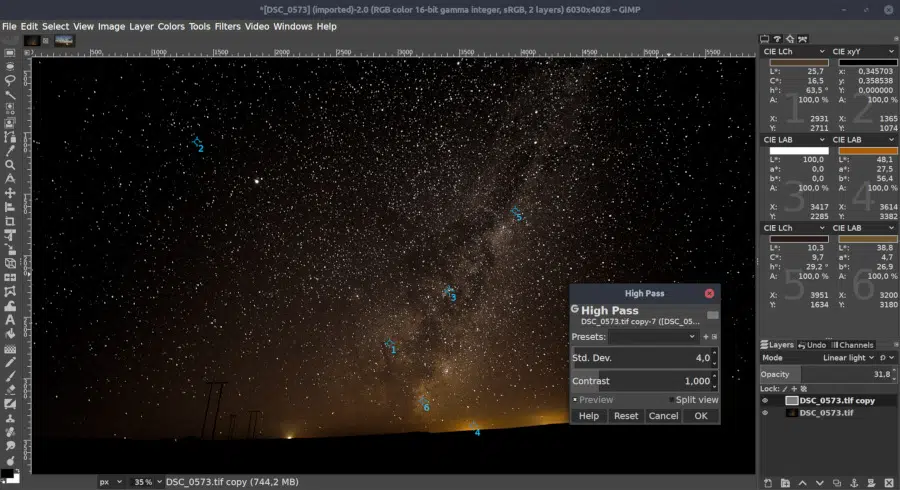 *[DSC_0573] (imported)-2.0 (RGB color 16-bit gamma integer, sRGB, 2 layers) 6030x4028 – GIMP
File Edit Select View Image Layer Colors Tools Filters Video Windows Help
500 1000 1500 2000 2500 3000 3500 4000 4500 5000 5500
2
5
3
1
6
4
High Pass
High Pass
DSC_0573.tif copy-7 ([DSC_05...
Presets:
Std. Dev. 4,0
Contrast 1,000
Preview Split view
Help Reset Cancel OK
CIE LCh CIE xyY
L*: 25,7 x: 0,345703
C*: 16,5 y: 0,358538
h°: 63,5 ° Y: 0,000000
A: 100,0 % A: 100,0 %
1 2
X: 2931 X: 1365
Y: 2711 Y: 1074
CIE LAB CIE LAB
L*: 100,0 L*: 48,1
a*: 0,0 a*: 27,5
b*: 0,0 b*: 56,4
A: 100,0 % A: 100,0 %
3 4
X: 3417 X: 3614
Y: 2285 Y: 3382
CIE LCh CIE LAB
L*: 10,3 L*: 38,8
C*: 9,7 a*: 4,7
h°: 29,2 ° b*: 26,9
A: 100,0 % A: 100,0 %
5 6
X: 3951 X: 3200
Y: 1634 Y: 3180
Layers Undo Channels
Mode Linear light
Opacity 31,8
Lock:
DSC_0573.tif copy
DSC_0573.tif
px 35 % DSC_0573.tif copy (744,2 MB)